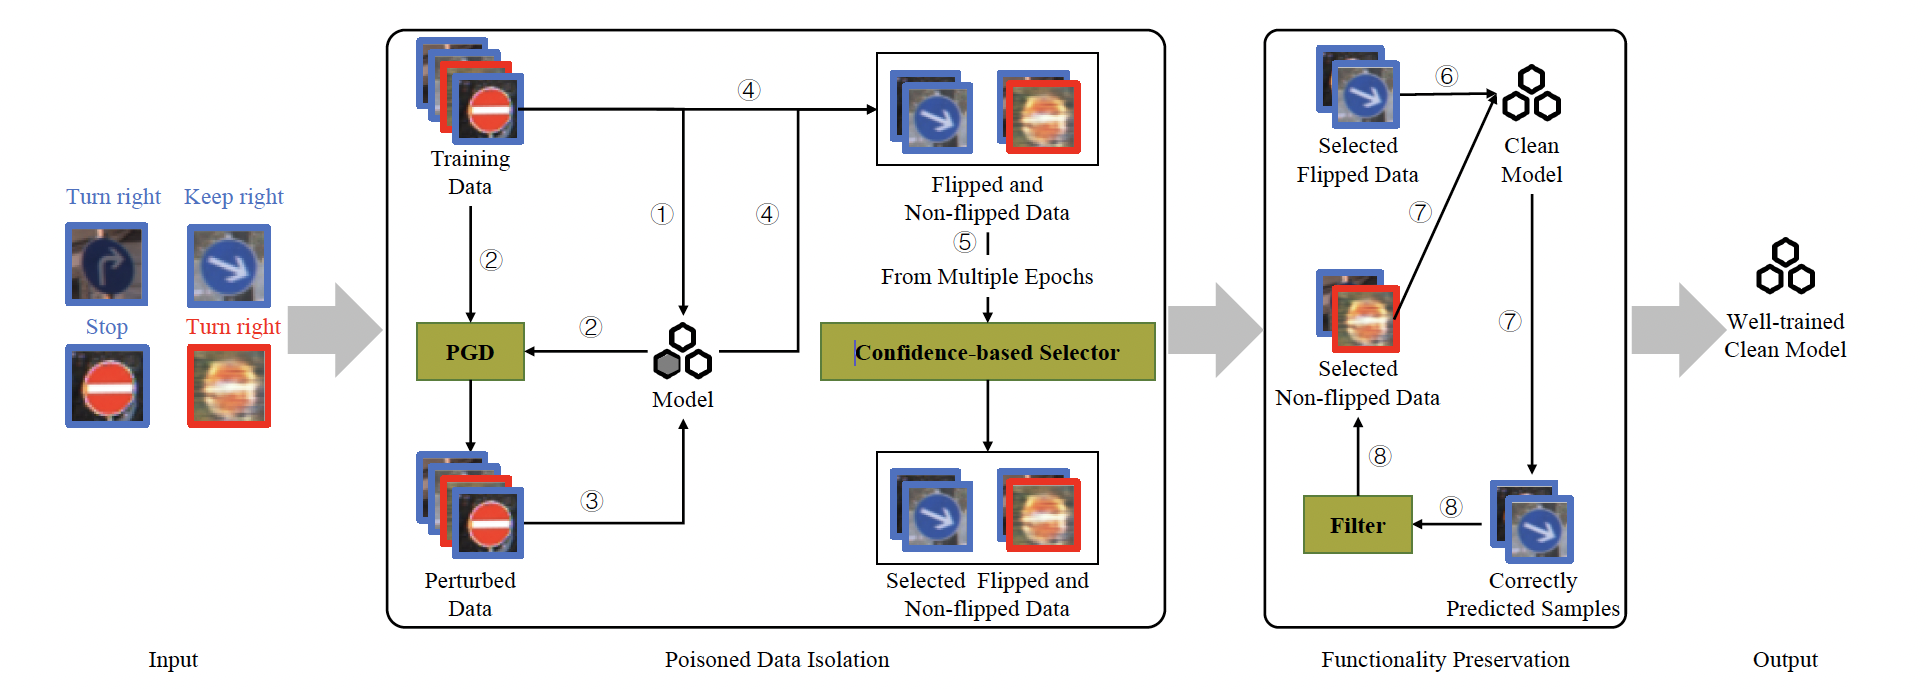 Turn right
Keep right
Stop
Turn right
Input
Training
Data
①
②
PGD
②
Model
③
Perturbed
Data
④
④
Flipped and
Non-flipped Data
⑤
From Multiple Epochs
Confidence-based Selector
Selected Flipped and
Non-flipped Data
Poisoned Data Isolation
Selected
Flipped Data
⑥
Clean
Model
⑦
⑦
Selected
Non-flipped Data
⑧
Filter
⑧
Correctly
Predicted Samples
Functionality Preservation
Well-trained
Clean Model
Output